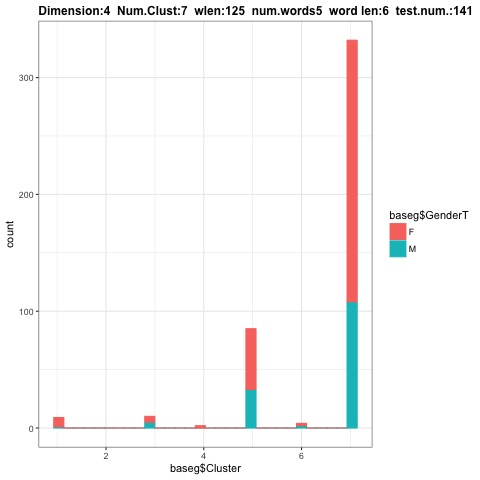 Dimension:4  Num.Clust:7  wlen:125  num.words5  word len:6  test.num.:141
300
200
100
0
count
2
4
6
baseg$Cluster
baseg$GenderT
F
M